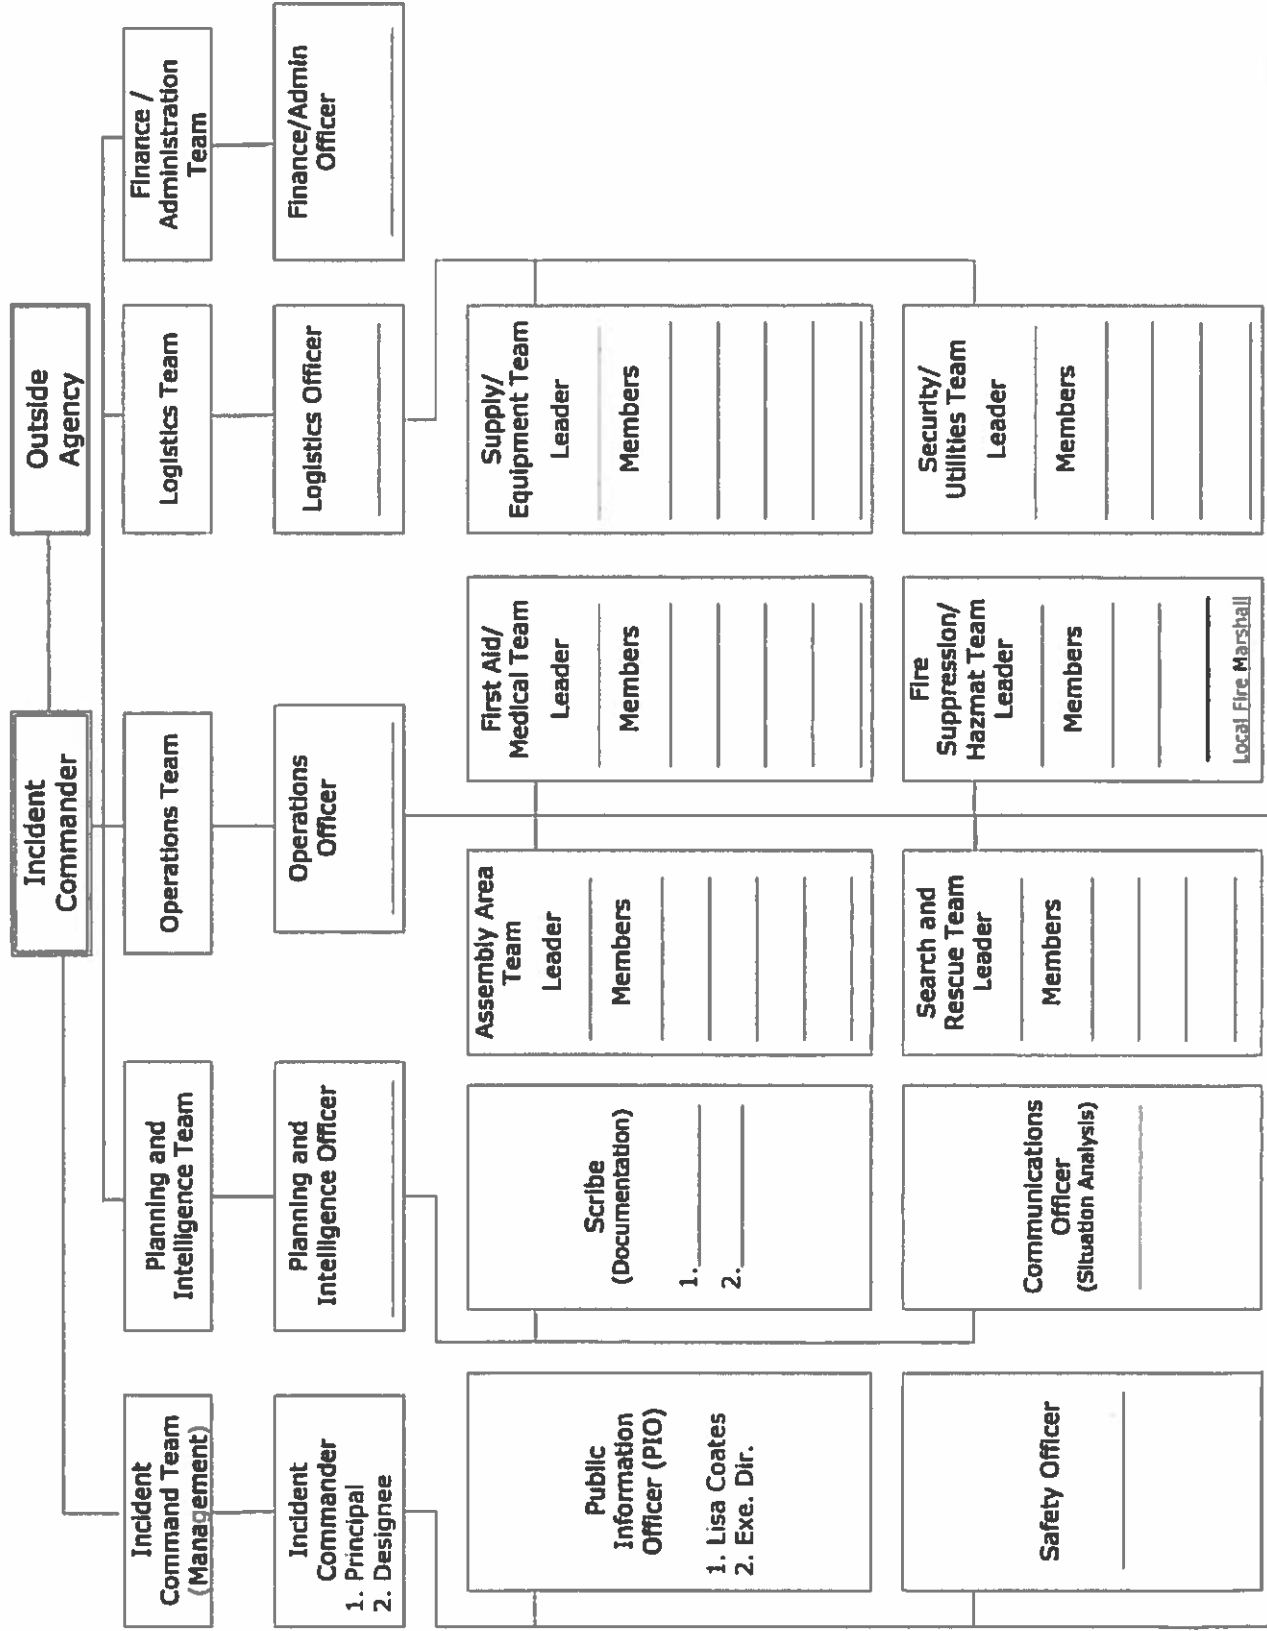 Incident
Commander
Outside
Agency
Incident
Command Team
(Management)
Planning and
Intelligence Team
Operations Team
Logistics Team
Finance /
Administration
Team
Incident
Commander
1. Principal
2. Designee
Planning and
Intelligence Officer
Operations
Officer
Logistics Officer
Finance/Admin
Officer
Public
Information
Officer (PIO)
1. Lisa Coates
2. Exe. Dir.
Scribe
(Documentation)
1.
2.
Assembly Area
Team
Leader
Members
First Aid/
Medical Team
Leader
Members
Supply/
Equipment Team
Leader
Members
Safety Officer
Communications
Officer
(Situation Analysis)
Search and
Rescue Team
Leader
Members
Fire
Suppression/
Hazmat Team
Leader
Members
Local Fire Marshall
Security/
Utilities Team
Leader
Members